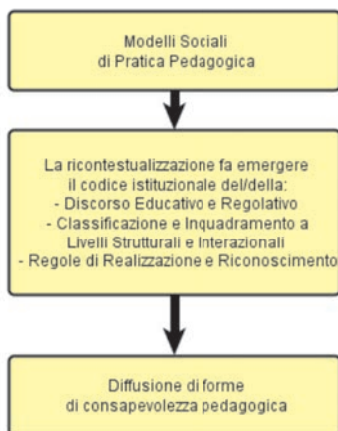 Modelli Sociali
di Pratica Pedagogica
La ricontestualizzazione fa emergere
il codice istituzionale del/della:
- Discorso Educativo e Regolativo
- Classificazione e Inquadramento a
Livelli Strutturali e Interazionali
- Regole di Realizzazione e Riconoscimento
Diffusione di forme
di consapevolezza pedagogica